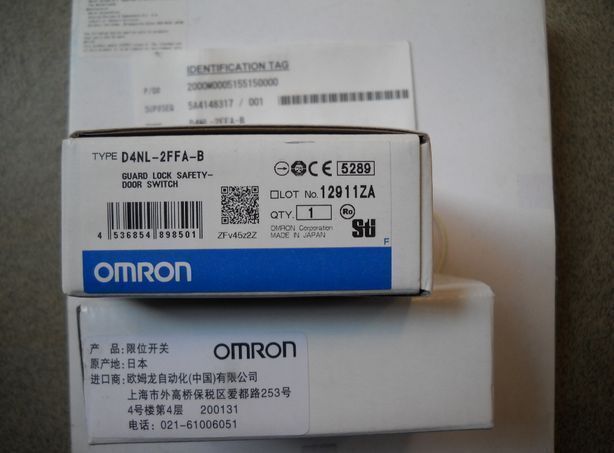 IDENTIFICATION TAG
P/O#
2000M0005155150000
5A4148317 / 001
D4NL-2FFA-B
TYPE D4NL-2FFA-B
GUARD LOCK SAFETY-
DOOR SWITCH
CE 5289
LOT No. 12911ZA
QTY. 1
OMRON Corporation
MADE IN JAPAN
Sti
4 536854 898501
ZFv45z2Z
F
OMRON
产 品：限位开关
OMRON
原产地：日本
进口商：欧姆龙自动化(中国)有限公司
上海市外高桥保税区爱都路253号
4号楼第4层 200131
电话：021-61006051